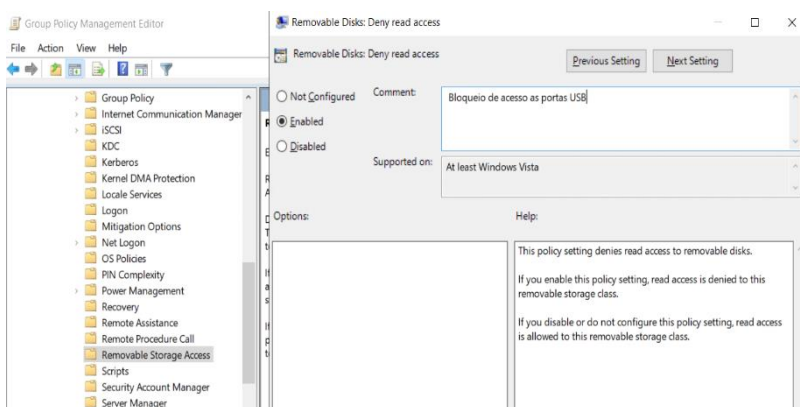 Group Policy Management Editor
File Action View Help
Group Policy
Internet Communication Manager
iSCSI
KDC
Kerberos
Kernel DMA Protection
Locale Services
Logon
Mitigation Options
Net Logon
OS Policies
PIN Complexity
Power Management
Recovery
Remote Assistance
Remote Procedure Call
Removable Storage Access
Scripts
Security Account Manager
Server Manager
Removable Disks: Deny read access
Removable Disks: Deny read access
Previous Setting Next Setting
Not Configured
Enabled
Disabled
Comment:
Bloqueio de acesso as portas USB
Supported on:
At least Windows Vista
Options:
Help:
This policy setting denies read access to removable disks.
If you enable this policy setting, read access is denied to this
removable storage class.
If you disable or do not configure this policy setting, read access
is allowed to this removable storage class.